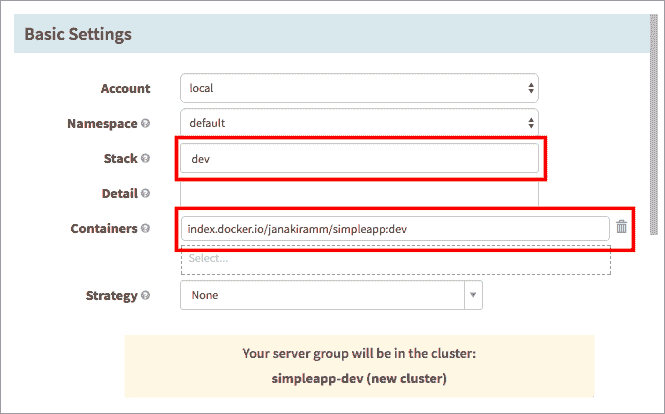 Basic Settings
Account local
Namespace default
Stack dev
Detail
Containers index.docker.io/janakiramm/simpleapp:dev
Select...
Strategy None
Your server group will be in the cluster:
simpleapp-dev (new cluster)